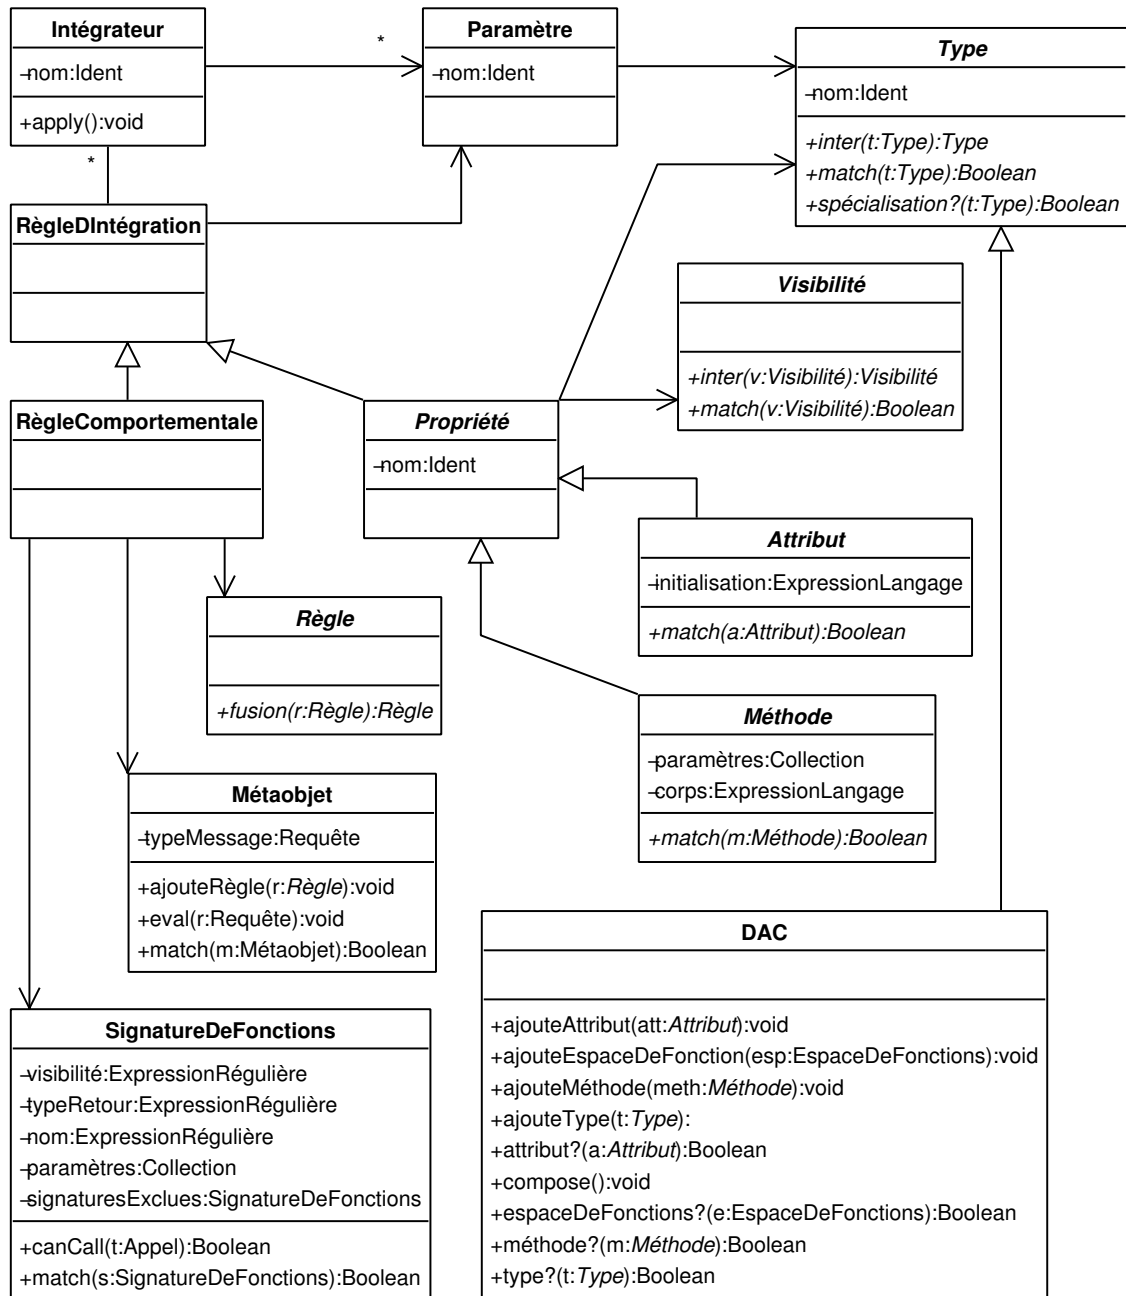 Intégrateur
-nom:Ident
+apply():void
*
*
Paramètre
-nom:Ident
Type
-nom:Ident
+inter(t:Type):Type
+match(t:Type):Boolean
+spécialisation?(t:Type):Boolean
RègleDIntégration
Visibilité
+inter(v:Visibilité):Visibilité
+match(v:Visibilité):Boolean
RègleComportementale
Propriété
-nom:Ident
Attribut
-initialisation:ExpressionLangage
+match(a:Attribut):Boolean
Règle
+fusion(r:Règle):Règle
Méthode
-paramètres:Collection
-corps:ExpressionLangage
+match(m:Méthode):Boolean
Métaobjet
-typeMessage:Requête
+ajouteRègle(r:Règle):void
+eval(r:Requête):void
+match(m:Métaobjet):Boolean
DAC
+ajouteAttribut(att:Attribut):void
+ajouteEspaceDeFonction(esp:EspaceDeFonctions):void
+ajouteMéthode(meth:Méthode):void
+ajouteType(t:Type):
+attribut?(a:Attribut):Boolean
+compose():void
+espaceDeFonctions?(e:EspaceDeFonctions):Boolean
+méthode?(m:Méthode):Boolean
+type?(t:Type):Boolean
SignatureDeFonctions
-visibilité:ExpressionRégulière
-typeRetour:ExpressionRégulière
-nom:ExpressionRégulière
-paramètres:Collection
-signaturesExclues:SignatureDeFonctions
+canCall(t:Appel):Boolean
+match(s:SignatureDeFonctions):Boolean